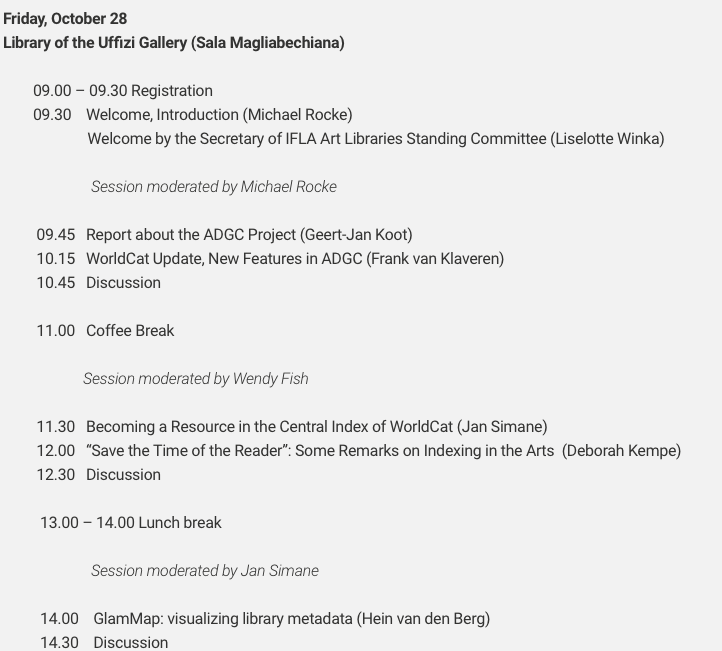 Friday, October 28
Library of the Uffizi Gallery (Sala Magliabechiana)
09.00 – 09.30 Registration
09.30 Welcome, Introduction (Michael Rocke)
Welcome by the Secretary of IFLA Art Libraries Standing Committee (Liselotte Winka)
Session moderated by Michael Rocke
09.45 Report about the ADGC Project (Geert-Jan Koot)
10.15 WorldCat Update, New Features in ADGC (Frank van Klaveren)
10.45 Discussion
11.00 Coffee Break
Session moderated by Wendy Fish
11.30 Becoming a Resource in the Central Index of WorldCat (Jan Simane)
12.00 “Save the Time of the Reader”: Some Remarks on Indexing in the Arts (Deborah Kempe)
12.30 Discussion
13.00 – 14.00 Lunch break
Session moderated by Jan Simane
14.00 GlamMap: visualizing library metadata (Hein van den Berg)
14.30 Discussion